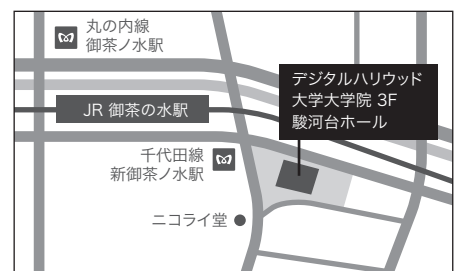 丸の内線
御茶ノ水駅
デジタルハリウッド
大学大学院 3F
駿河台ホール
JR 御茶の水駅
千代田線
新御茶ノ水駅
ニコライ堂